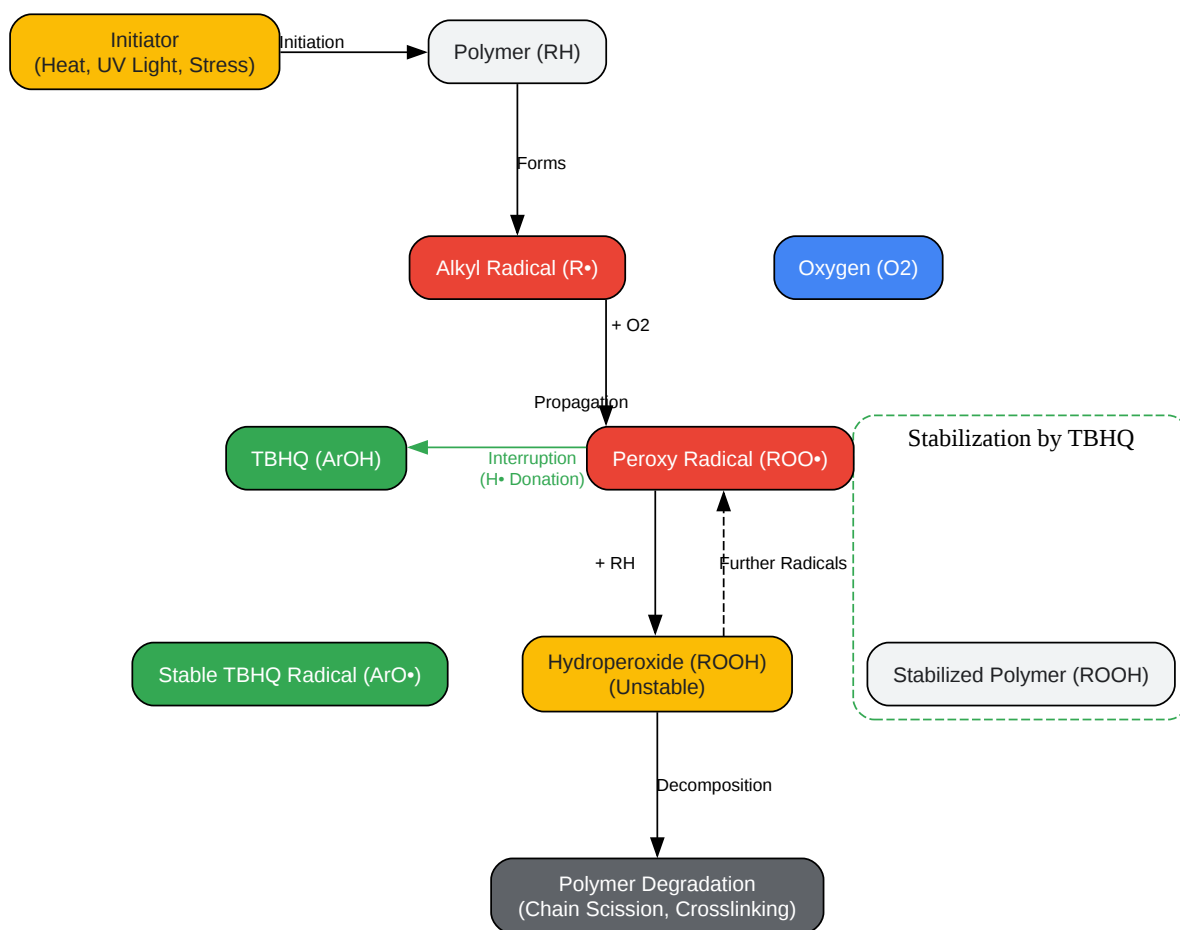 Initiator
(Heat, UV Light, Stress)
Initiation
Polymer (RH)
Forms
Alkyl Radical (R•)
Oxygen (O2)
+ O2
Propagation
TBHQ (ArOH)
Interruption
(H• Donation)
Peroxy Radical (ROO•)
Stabilization by TBHQ
+ RH
Further Radicals
Stable TBHQ Radical (ArO•)
Hydroperoxide (ROOH)
(Unstable)
Stabilized Polymer (ROOH)
Decomposition
Polymer Degradation
(Chain Scission, Crosslinking)